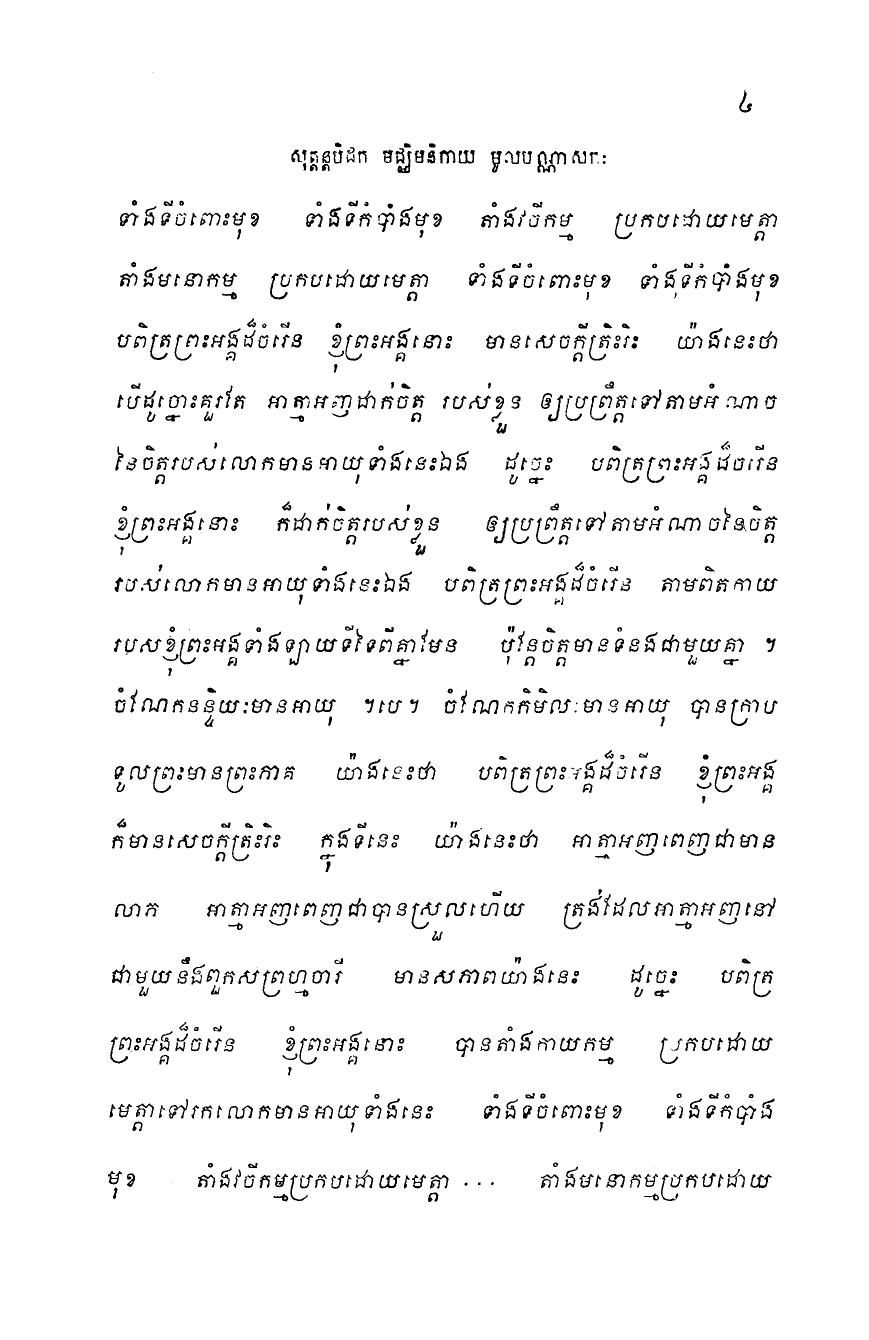 ៤
សុត្តន្តបិដក មជ្ឈិមនិកាយ មូលបណ្ណាសកៈ
ទាំងទីចំពោះមុខ ទាំងទីកំបាំងមុខ តាំងវចីកម្ម ប្រកបដោយមេត្តា
តាំងមនោកម្ម ប្រកបដោយមេត្តា ទាំងទីចំពោះមុខ ទាំងទីកំបាំងមុខ
បពិត្រព្រះអង្គដ៏ចំរើន ខ្ញុំព្រះអង្គនោះ មានសេចក្តីត្រិះរិះ យ៉ាងនេះថា
បើដូច្នោះគួរតែ អាត្មាអញដាក់ចិត្ត របស់ខ្លួន ឲ្យប្រព្រឹត្តទៅតាមអំណាច
នៃចិត្តរបស់លោកមានអាយុទាំងនេះឯង ដូច្នេះ បពិត្រព្រះអង្គដ៏ចរើន
ខ្ញុំព្រះអង្គនោះ ក៏ដាក់ចិត្តរបស់ខ្លួន ឲ្យប្រព្រឹត្តទៅតាមអំណាចនៃចិត្ត
របស់លោកមានអាយុទាំងនេះឯង បពិត្រព្រះអង្គដ៏ចំរើន តាមពិតកាយ
របសខ្ញុំព្រះអង្គទាំងឡាយទីទៃពីគ្នាមែន ប៉ុន្តែចិត្តមានទំនងជាមួយគ្នា ។
ចំណែកនន្ទិយៈមានអាយុ ។បេ។ ចំណែកកិមិលៈមានអាយុ បានក្រាប
ទូលព្រះមានព្រះភាគ យ៉ាងនេះថា បពិត្រព្រះអង្គដ៏ចំរើន ខ្ញុំព្រះអង្គ
ក៏មានសេចក្តីត្រិះរិះ ក្នុងទីនេះ យ៉ាងនេះថា អាត្មាអញពេញជាមាន
លាភ អាត្មាអញពេញជាបានស្រួលហើយ ត្រង់ដែលអាត្មាអញនៅ
ជាមួយនឹងពួកសព្រហ្មចារី មានសភាពយ៉ាងនេះ ដូច្នេះ បពិត្រ
ព្រះអង្គដ៏ចំរើន ខ្ញុំព្រះអង្គនោះ បានតាំងកាយកម្ម ប្រកបដោយ
មេត្តាទៅរកលោកមានអាយុទាំងនេះ ទាំងទីចំពោះមុខ ទាំងទីកំបាំង
មុខ តាំងវចីកម្មប្រកបដោយមេត្តា ... តាំងមនោកម្មប្រកបដោយ